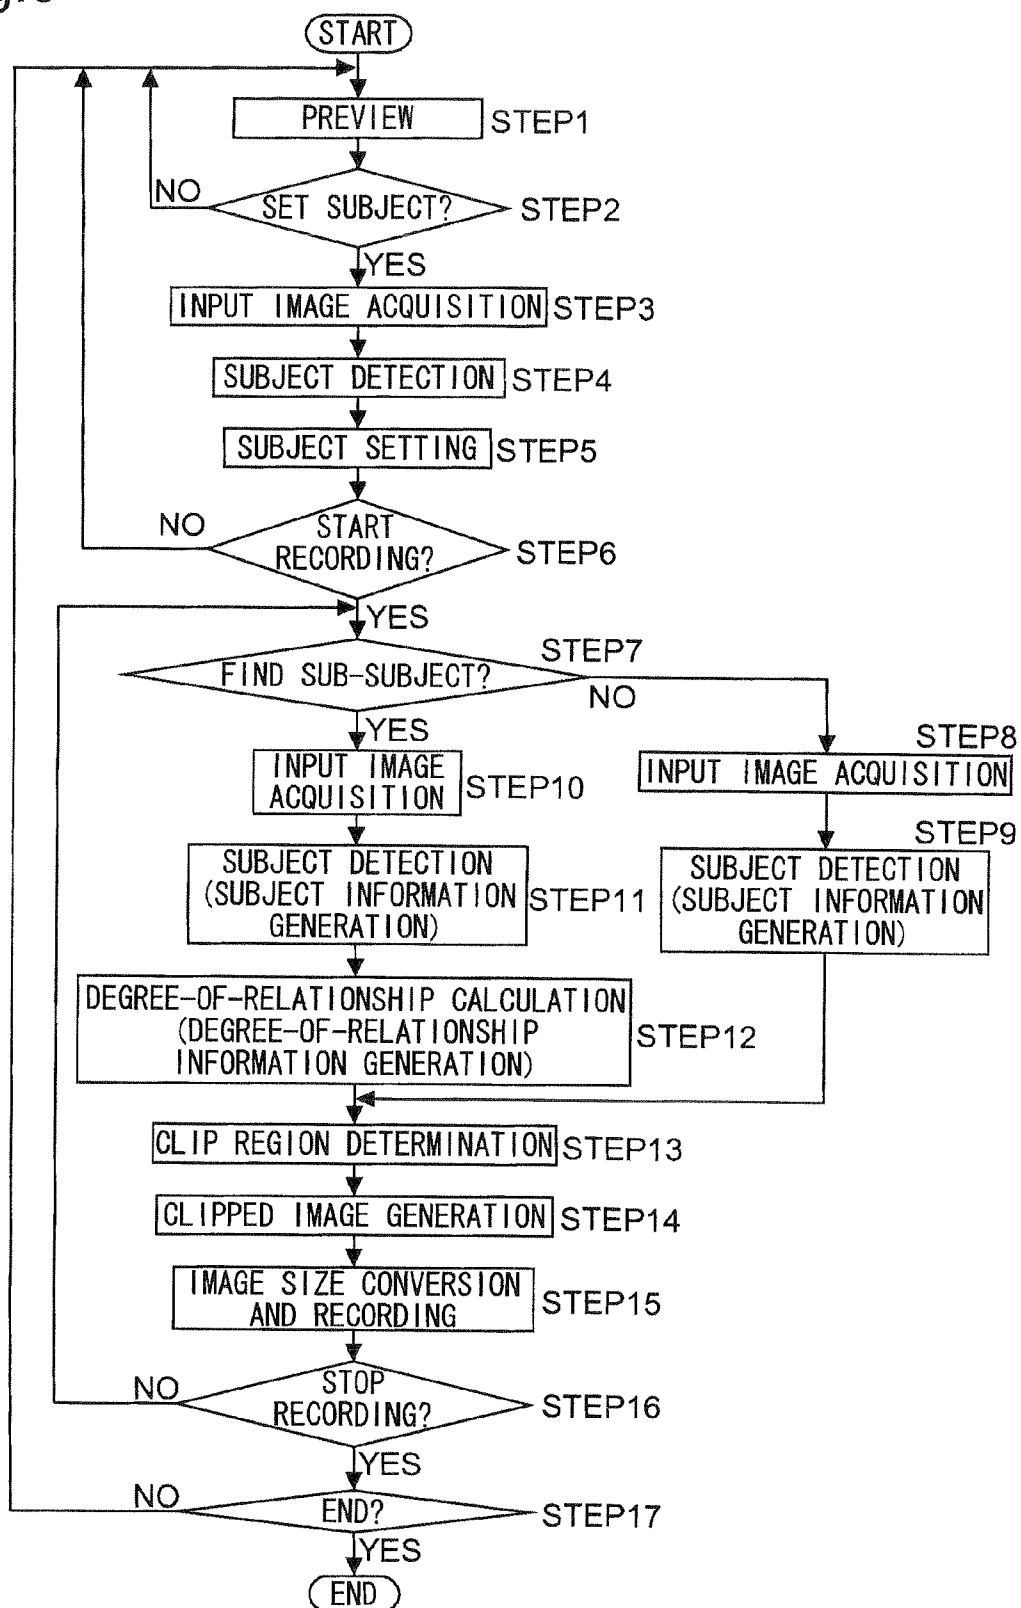 START
PREVIEW STEP1
NO
SET SUBJECT? STEP2
YES
INPUT IMAGE ACQUISITION STEP3
SUBJECT DETECTION STEP4
SUBJECT SETTING STEP5
NO
START
RECORDING? STEP6
YES
FIND SUB-SUBJECT? STEP7
NO
YES
STEP8
INPUT IMAGE ACQUISITION
INPUT IMAGE
ACQUISITION STEP10
STEP9
SUBJECT DETECTION
(SUBJECT INFORMATION
GENERATION)
SUBJECT DETECTION
(SUBJECT INFORMATION
GENERATION) STEP11
DEGREE-OF-RELATIONSHIP CALCULATION
(DEGREE-OF-RELATIONSHIP
INFORMATION GENERATION) STEP12
CLIP REGION DETERMINATION STEP13
CLIPPED IMAGE GENERATION STEP14
IMAGE SIZE CONVERSION
AND RECORDING STEP15
NO
STOP
RECORDING? STEP16
YES
NO
END? STEP17
YES
END